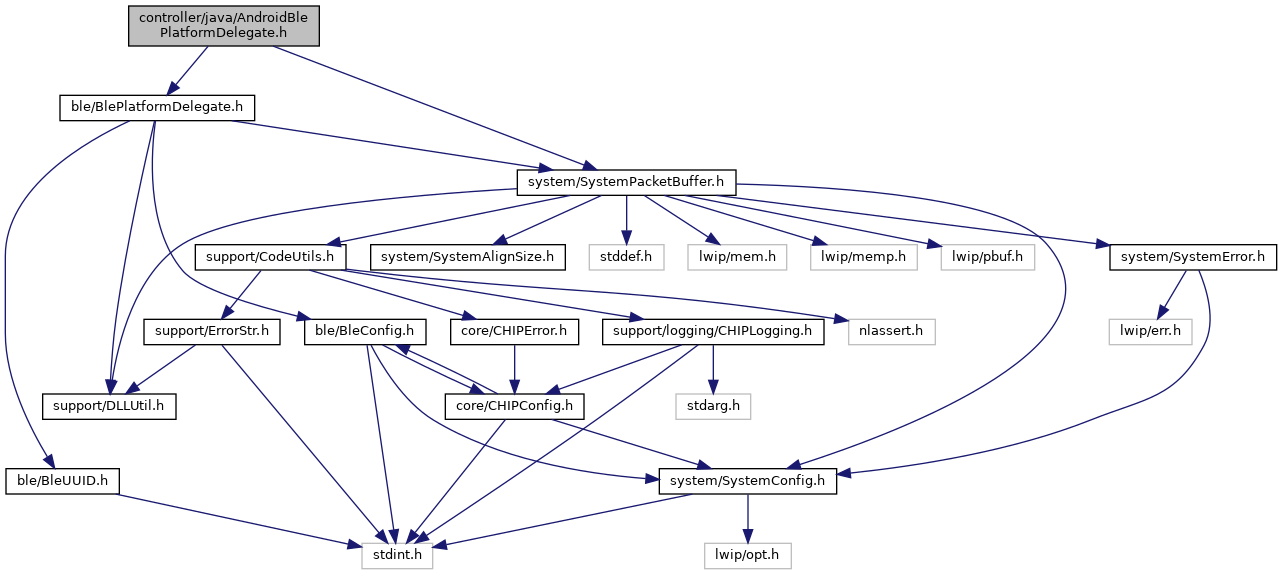 controller/java/AndroidBle
PlatformDelegate.h
ble/BlePlatformDelegate.h
system/SystemPacketBuffer.h
support/CodeUtils.h
system/SystemAlignSize.h
stddef.h
lwip/mem.h
lwip/memp.h
lwip/pbuf.h
system/SystemError.h
support/ErrorStr.h
ble/BleConfig.h
core/CHIPError.h
support/logging/CHIPLogging.h
nlassert.h
lwip/err.h
support/DLLUtil.h
core/CHIPConfig.h
stdarg.h
ble/BleUUID.h
system/SystemConfig.h
stdint.h
lwip/opt.h